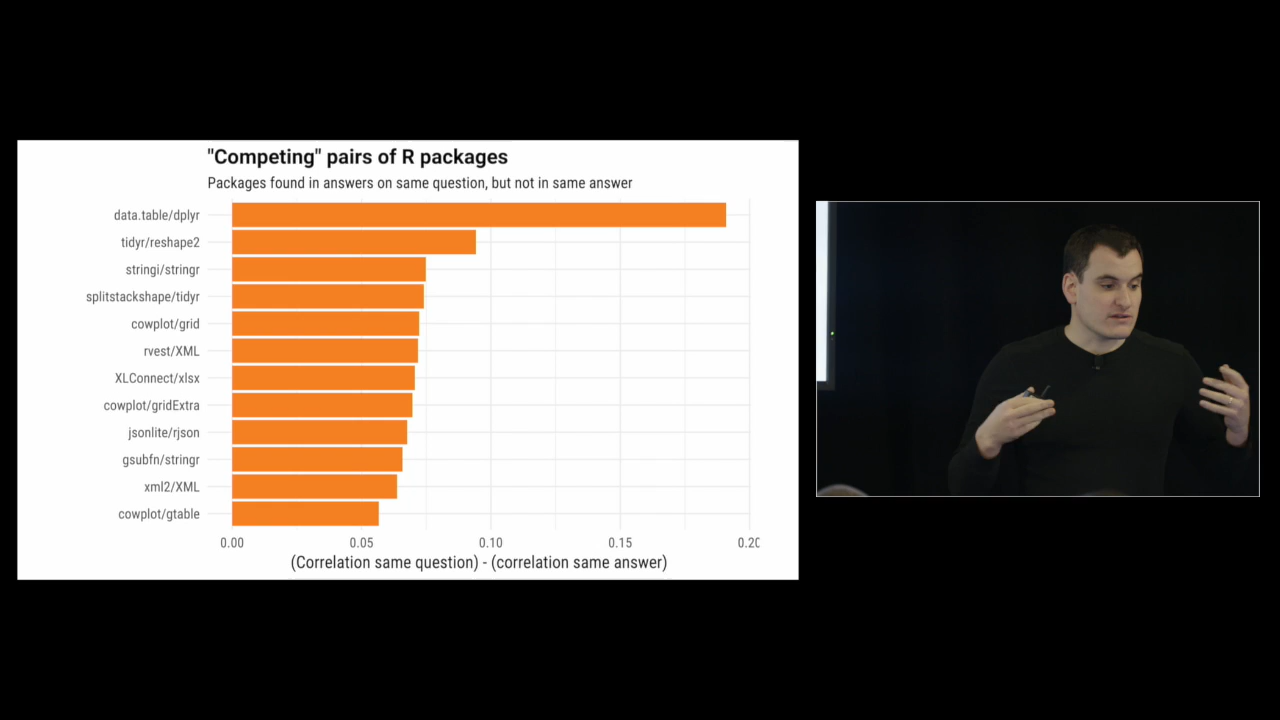 "Competing" pairs of R packages
Packages found in answers on same question, but not in same answer
data.table/dplyr
tidyr/reshape2
stringi/stringr
splitstackshape/tidyr
cowplot/grid
rvest/XML
XLConnect/xlsx
cowplot/gridExtra
jsonlite/rjson
gsubfn/stringr
xml2/XML
cowplot/gtable
0.00 0.05 0.10 0.15 0.20
(Correlation same question) - (correlation same answer)